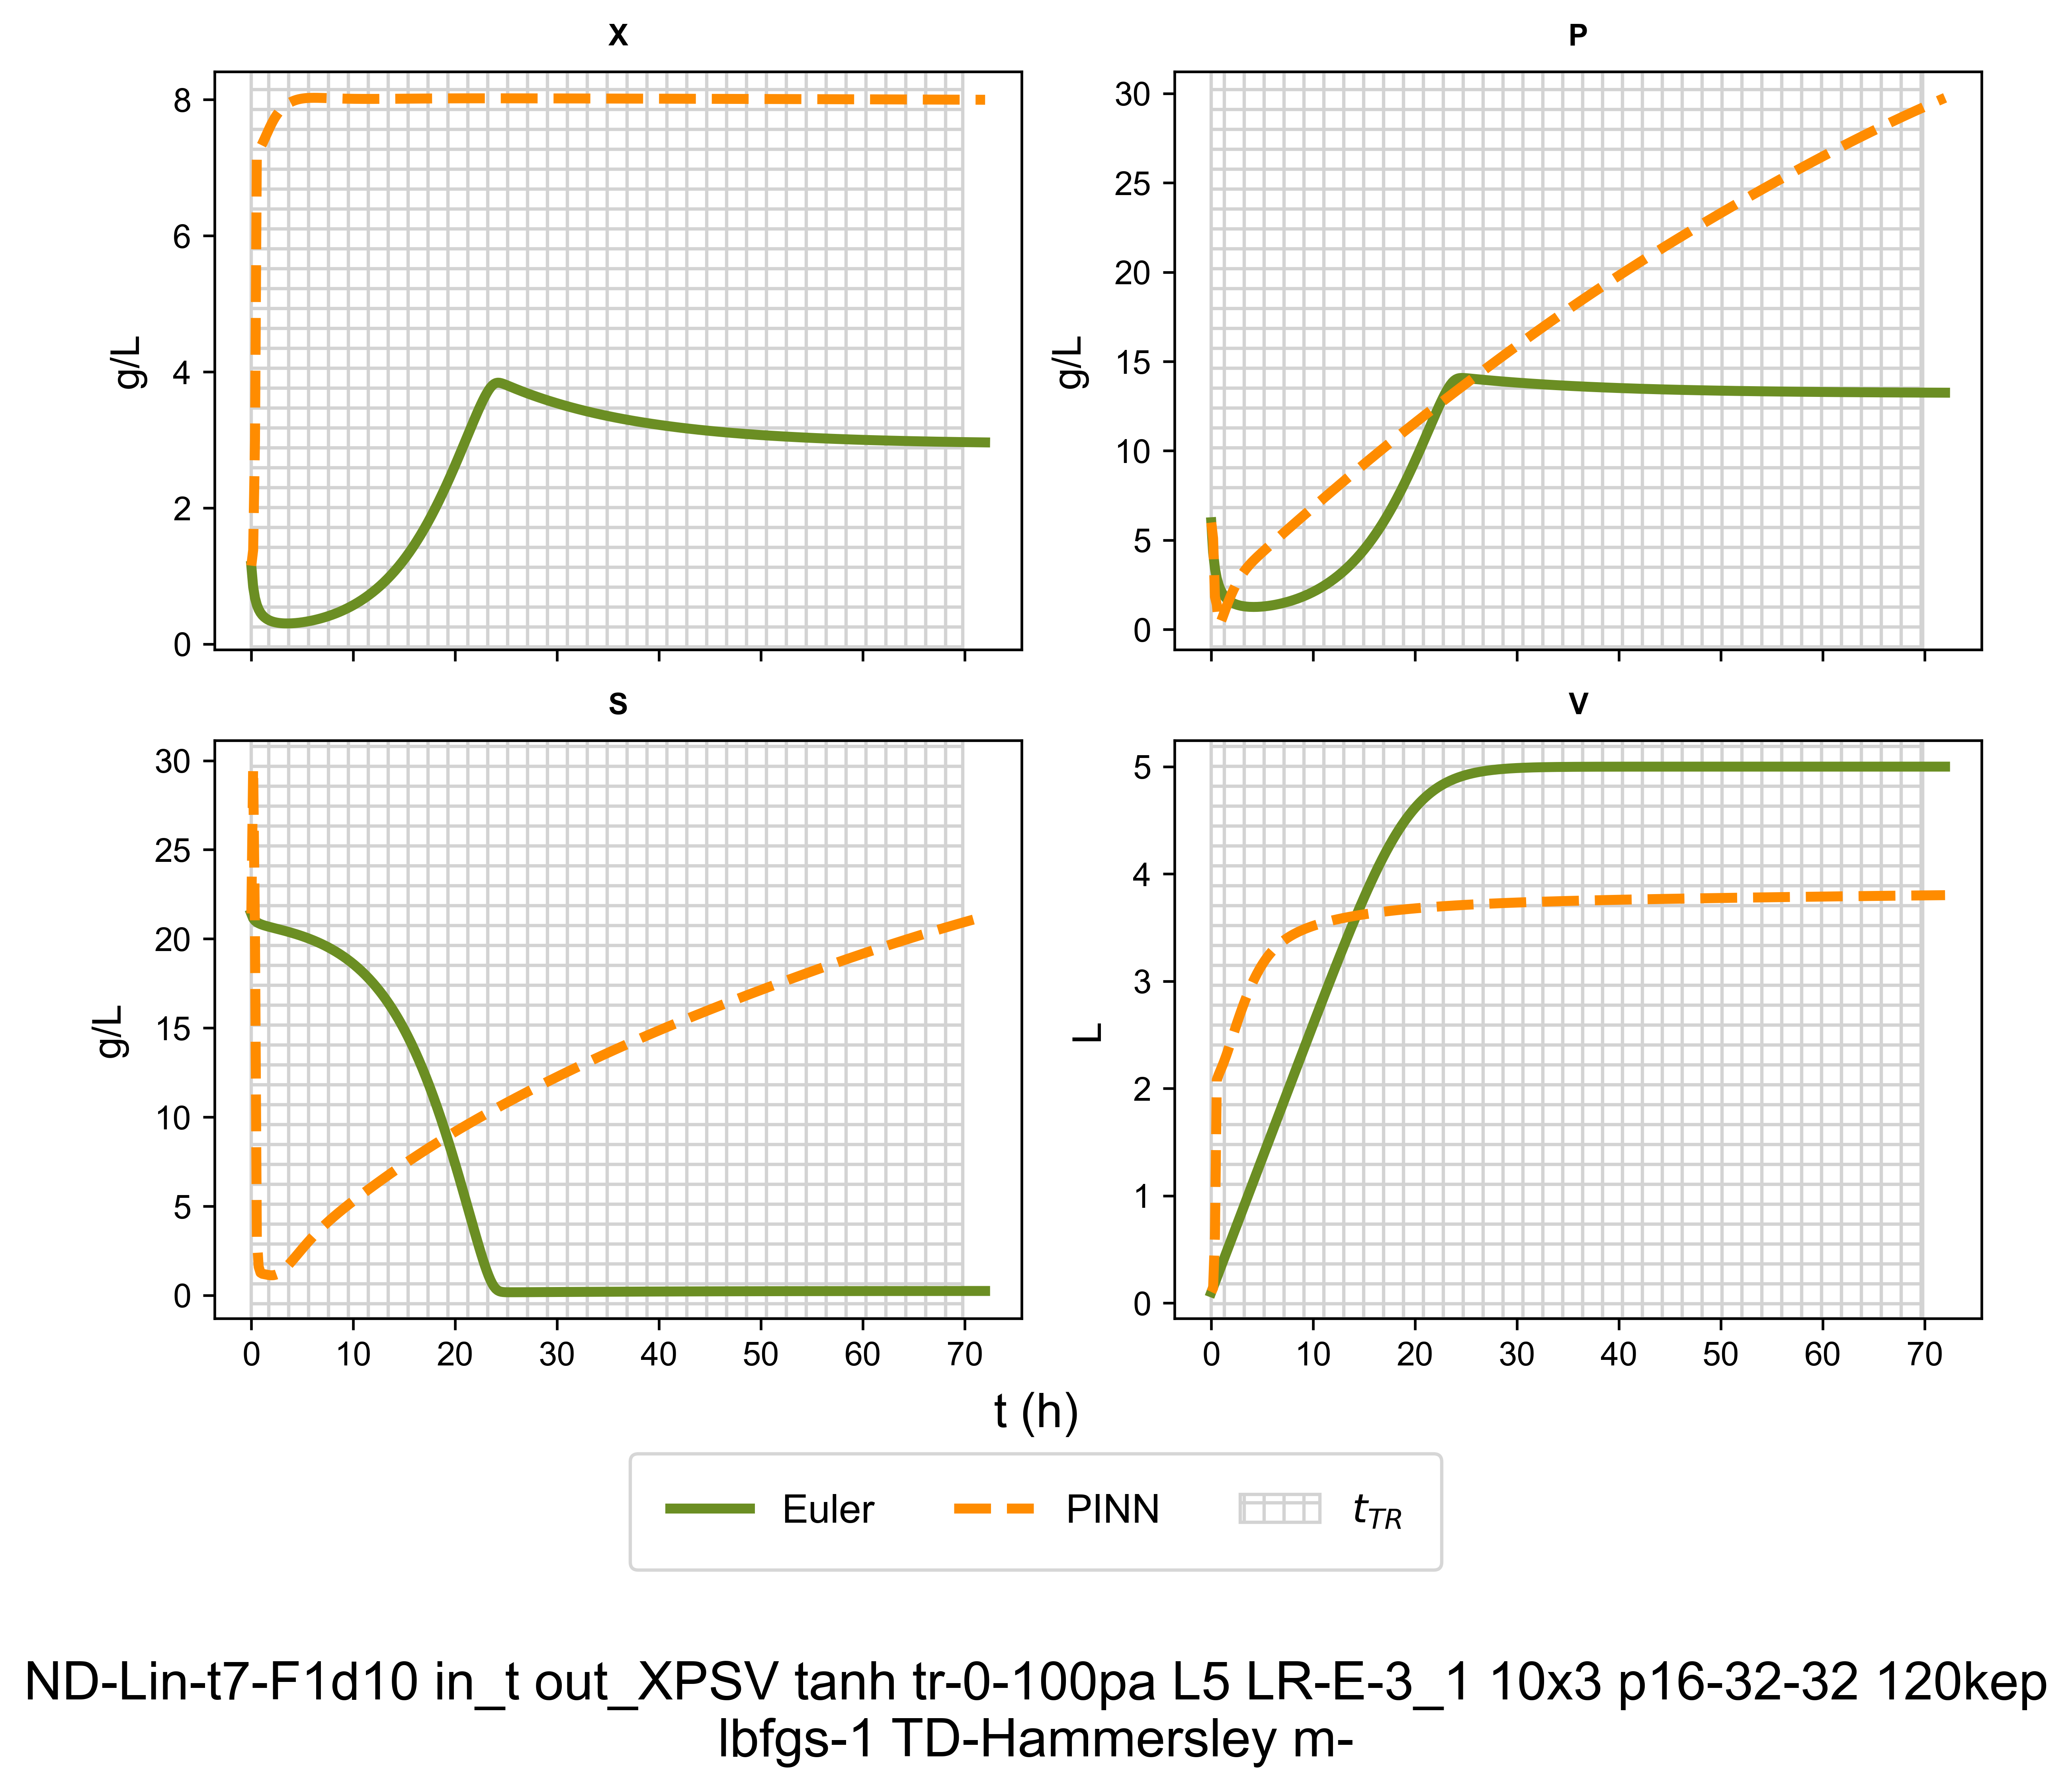 X
P
8
6
4
2
0
g/L
30
25
20
15
10
5
0
g/L
S
V
30
25
20
15
10
5
0
g/L
0 10 20 30 40 50 60 70
5
4
3
2
1
0
L
0 10 20 30 40 50 60 70
t (h)
Euler PINN t_TR
ND-Lin-t7-F1d10 in_t out_XPSV tanh tr-0-100pa L5 LR-E-3_1 10x3 p16-32-32 120kep
lbfgs-1 TD-Hammersley m-